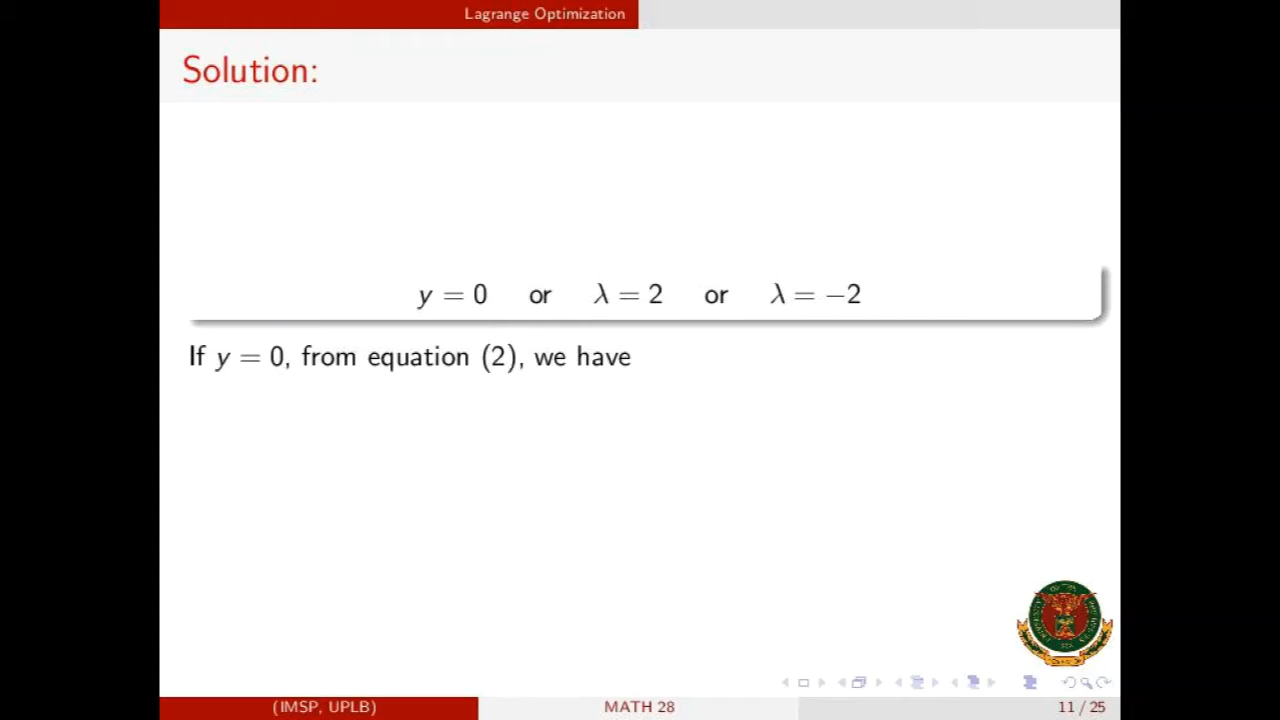 Lagrange Optimization
Solution:
y = 0 or λ = 2 or λ = −2
If y = 0, from equation (2), we have
(IMSP, UPLB) MATH 28 11 / 25